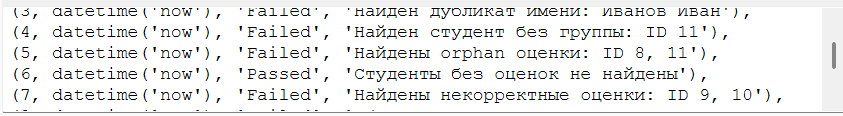 (3, datetime('now'), 'Failed', 'Найден дубликат имени: Иванов Иван'),
(4, datetime('now'), 'Failed', 'Найден студент без группы: ID 11'),
(5, datetime('now'), 'Failed', 'Найдены orphan оценки: ID 8, 11'),
(6, datetime('now'), 'Passed', 'Студенты без оценок не найдены'),
(7, datetime('now'), 'Failed', 'Найдены некорректные оценки: ID 9, 10'),